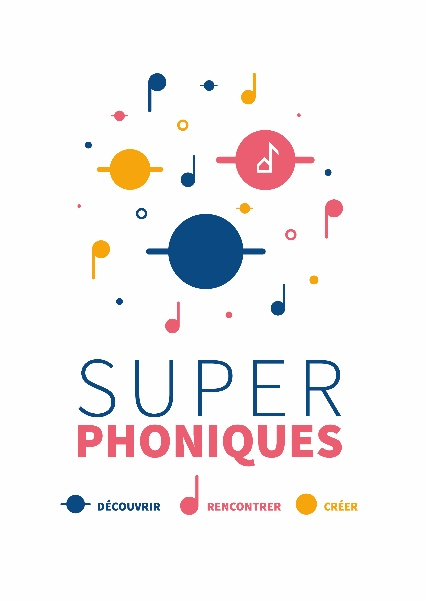 SUPER
PHONIQUES
DÉCOUVRIR RENCONTRER CRÉER